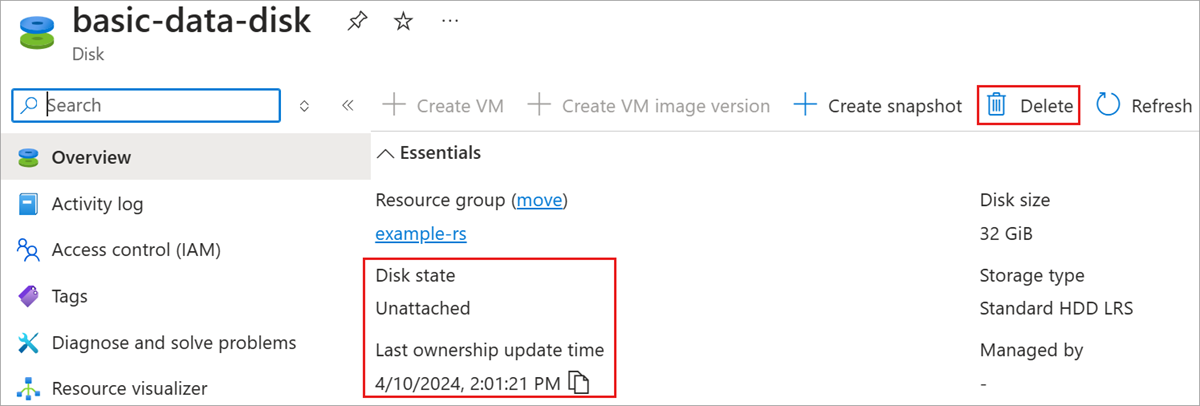 basic-data-disk
Disk
Search
Create VM
Create VM image version
Create snapshot
Delete
Refresh
Overview
Activity log
Access control (IAM)
Tags
Diagnose and solve problems
Resource visualizer
Essentials
Resource group (move)
example-rs
Disk state
Unattached
Last ownership update time
4/10/2024, 2:01:21 PM
Disk size
32 GiB
Storage type
Standard HDD LRS
Managed by
-